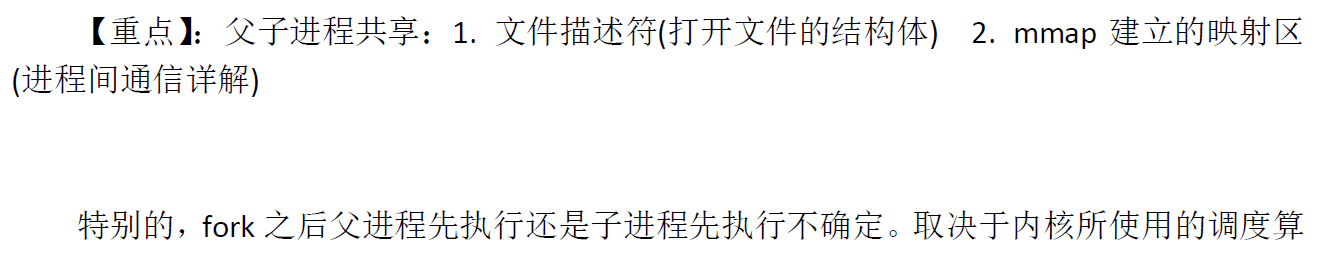 【重点】：父子进程共享：1. 文件描述符(打开文件的结构体) 2. mmap 建立的映射区
(进程间通信详解)
特别的，fork 之后父进程先执行还是子进程先执行不确定。取决于内核所使用的调度算